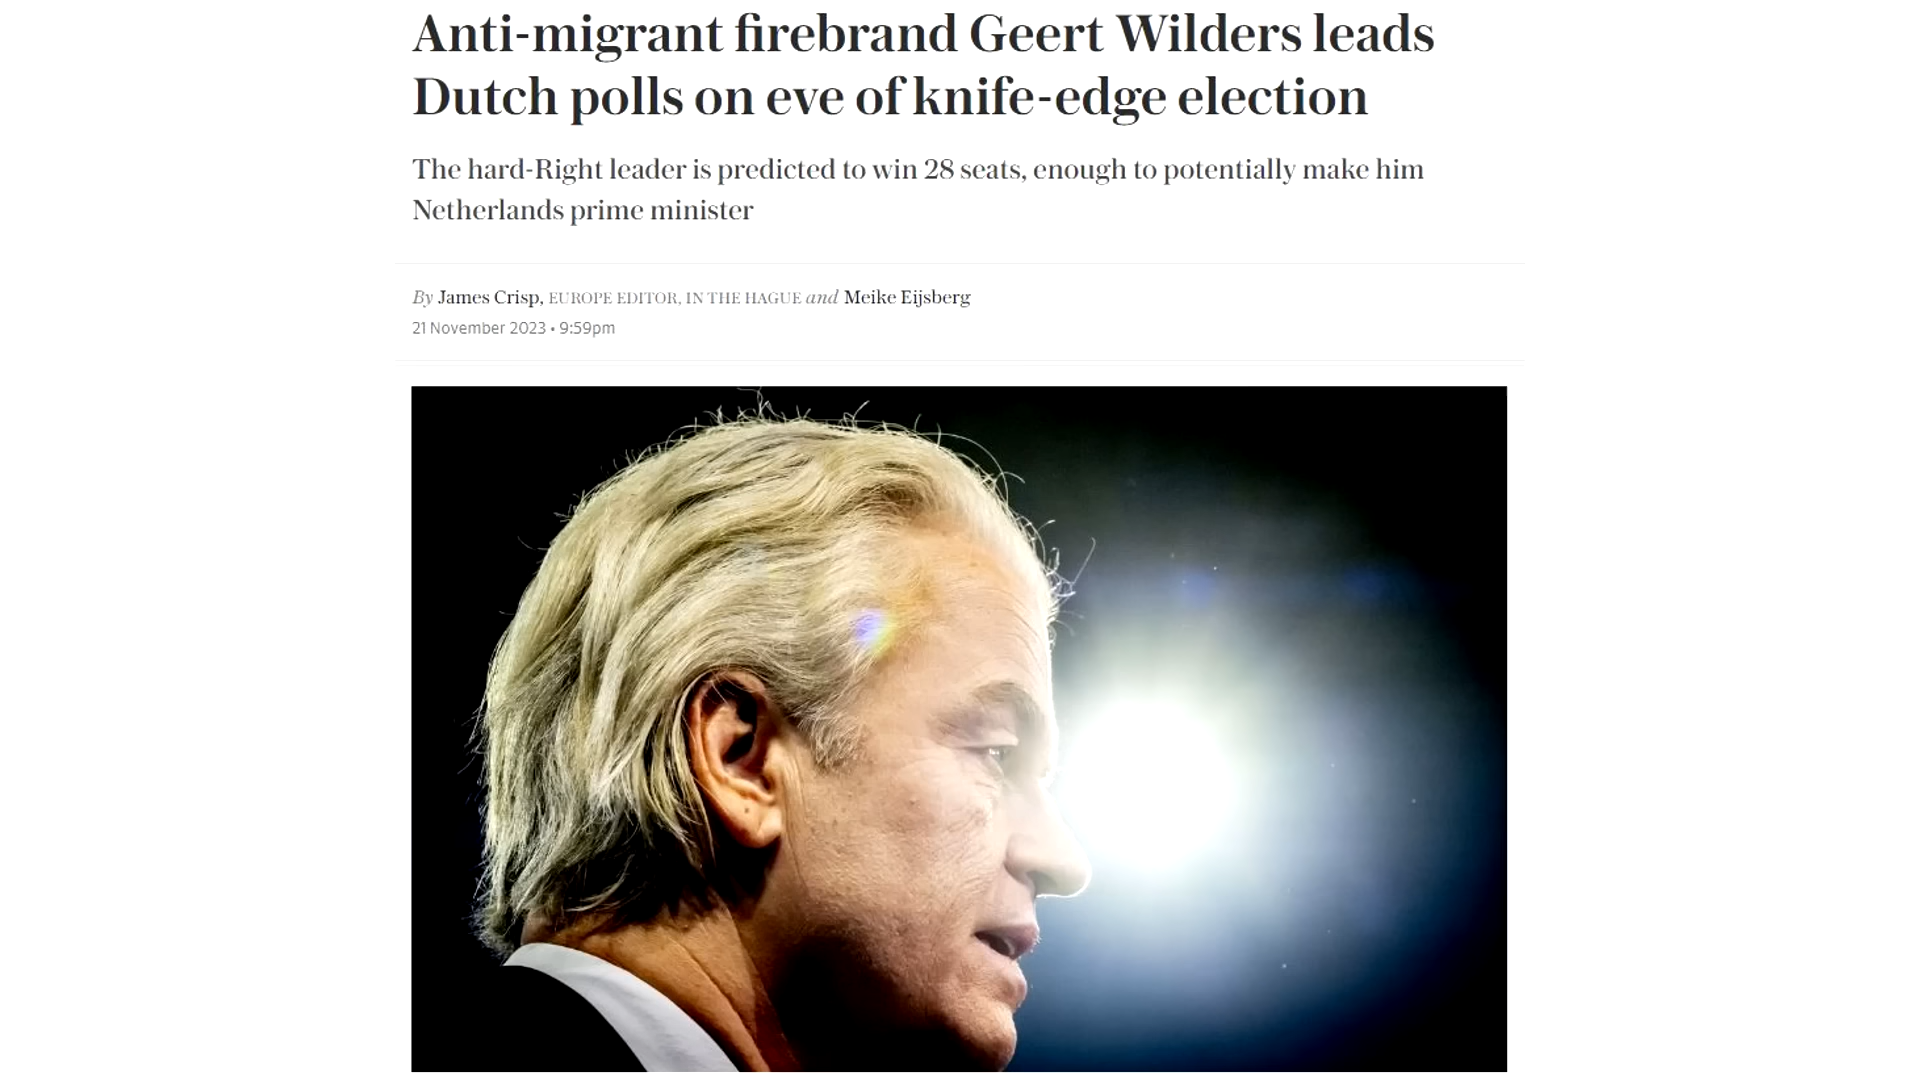 Anti-migrant firebrand Geert Wilders leads
Dutch polls on eve of knife-edge election
The hard-Right leader is predicted to win 28 seats, enough to potentially make him
Netherlands prime minister
By James Crisp, EUROPE EDITOR, IN THE HAGUE and Meike Eijsberg
21 November 2023 • 9:59pm